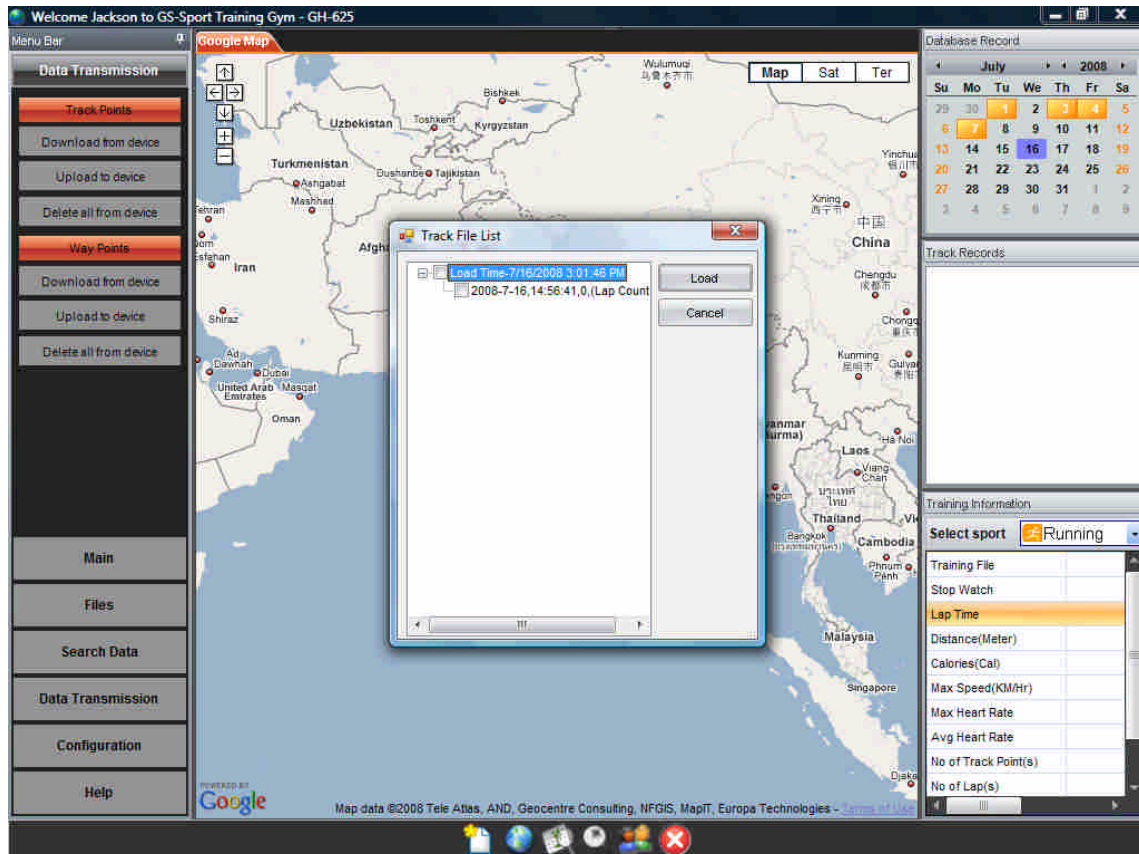 Welcome Jackson to GS-Sport Training Gym - GH-625
Menu Bar
Data Transmission
Track Points
Download from device
Upload to device
Delete all from device
Way Points
Download from device
Upload to device
Delete all from device
Main
Files
Search Data
Data Transmission
Configuration
Help
Google Map
Map
Sat
Ter
Wulumuqi
Bishkek
Toshkent
Uzbekistan
Kyrgyzstan
Turkmenistan
Dushanbe
Tajikistan
Ashgabat
Mashhad
Tehran
Iran
Shiraz
Ad
Dawhah
Dubai
United Arab
Emirates
Masqat
Oman
Xining
西宁市
中国
China
Chengdu
成都市
Kunming
昆明市
Ha Noi
Laos
Viang
Chan
ไทย
Thailand
Bangkok
Cambodia
Phnum
Penh
Malaysia
Singapore
Track File List
Load Time-7/16/2008 3:01:46 PM
2008-7-16,14:56:41,0,(Lap Count
Load
Cancel
POWERED BY
Google
Map data ©2008 Tele Atlas, AND, Geocentre Consulting, NFGIS, MapIT, Europa Technologies - Terms of Use
Database Record
July 2008
Su Mo Tu We Th Fr Sa
29 30 1 2 3 4 5
6 7 8 9 10 11 12
13 14 15 16 17 18 19
20 21 22 23 24 25 26
27 28 29 30 31 1 2
3 4 5 6 7 8 9
Track Records
Training Information
Select sport Running
Training File
Stop Watch
Lap Time
Distance(Meter)
Calories(Cal)
Max Speed(KM/Hr)
Max Heart Rate
Avg Heart Rate
No of Track Point(s)
No of Lap(s)